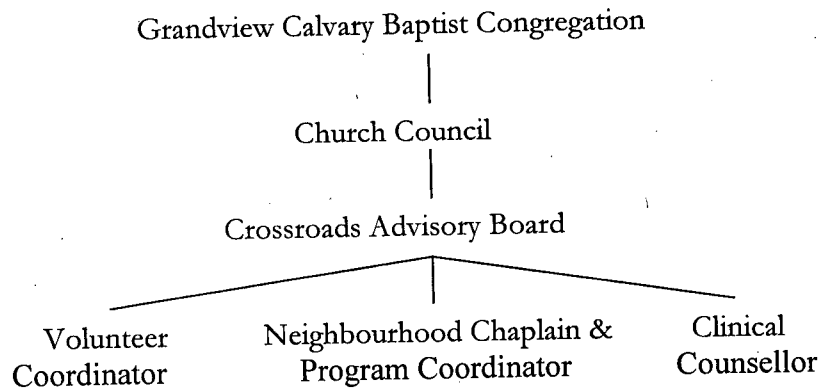 Grandview Calvary Baptist Congregation
Church Council
Crossroads Advisory Board
Volunteer
Coordinator
Neighbourhood Chaplain &
Program Coordinator
Clinical
Counsellor